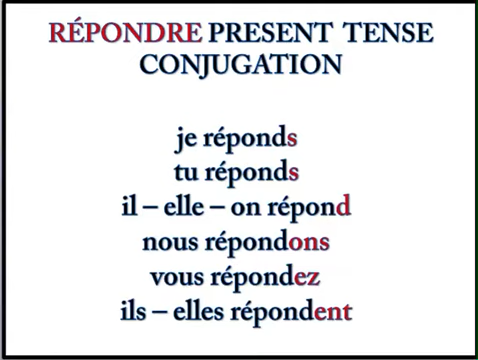 RÉPONDRE PRESENT TENSE
CONJUGATION
je réponds
tu réponds
il – elle – on répond
nous répondons
vous répondez
ils – elles répondent